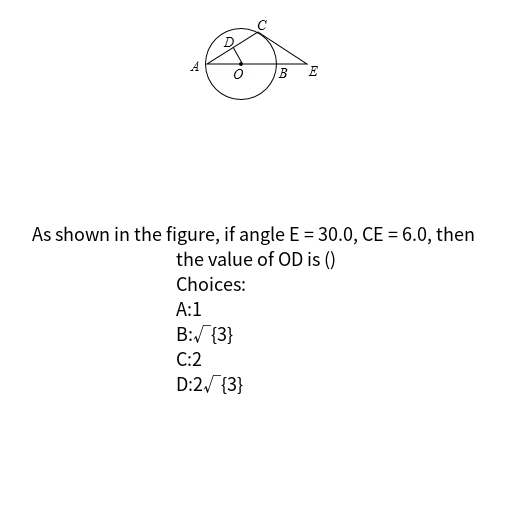 C
D
A
O
B
E
As shown in the figure, if angle E = 30.0, CE = 6.0, then
the value of OD is ()
Choices:
A:1
B:√{3}
C:2
D:2√{3}